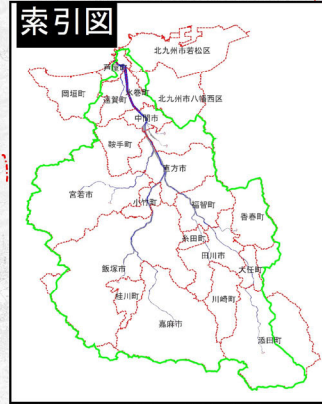 索引図
北九州市若松区
芦屋町
岡垣町
遠賀町
水巻町
北九州市八幡西区
中間市
鞍手町
直方市
宮若市
小竹町
福智町
香春町
糸田町
田川市
飯塚市
大任町
桂川町
川崎町
嘉麻市
添田町